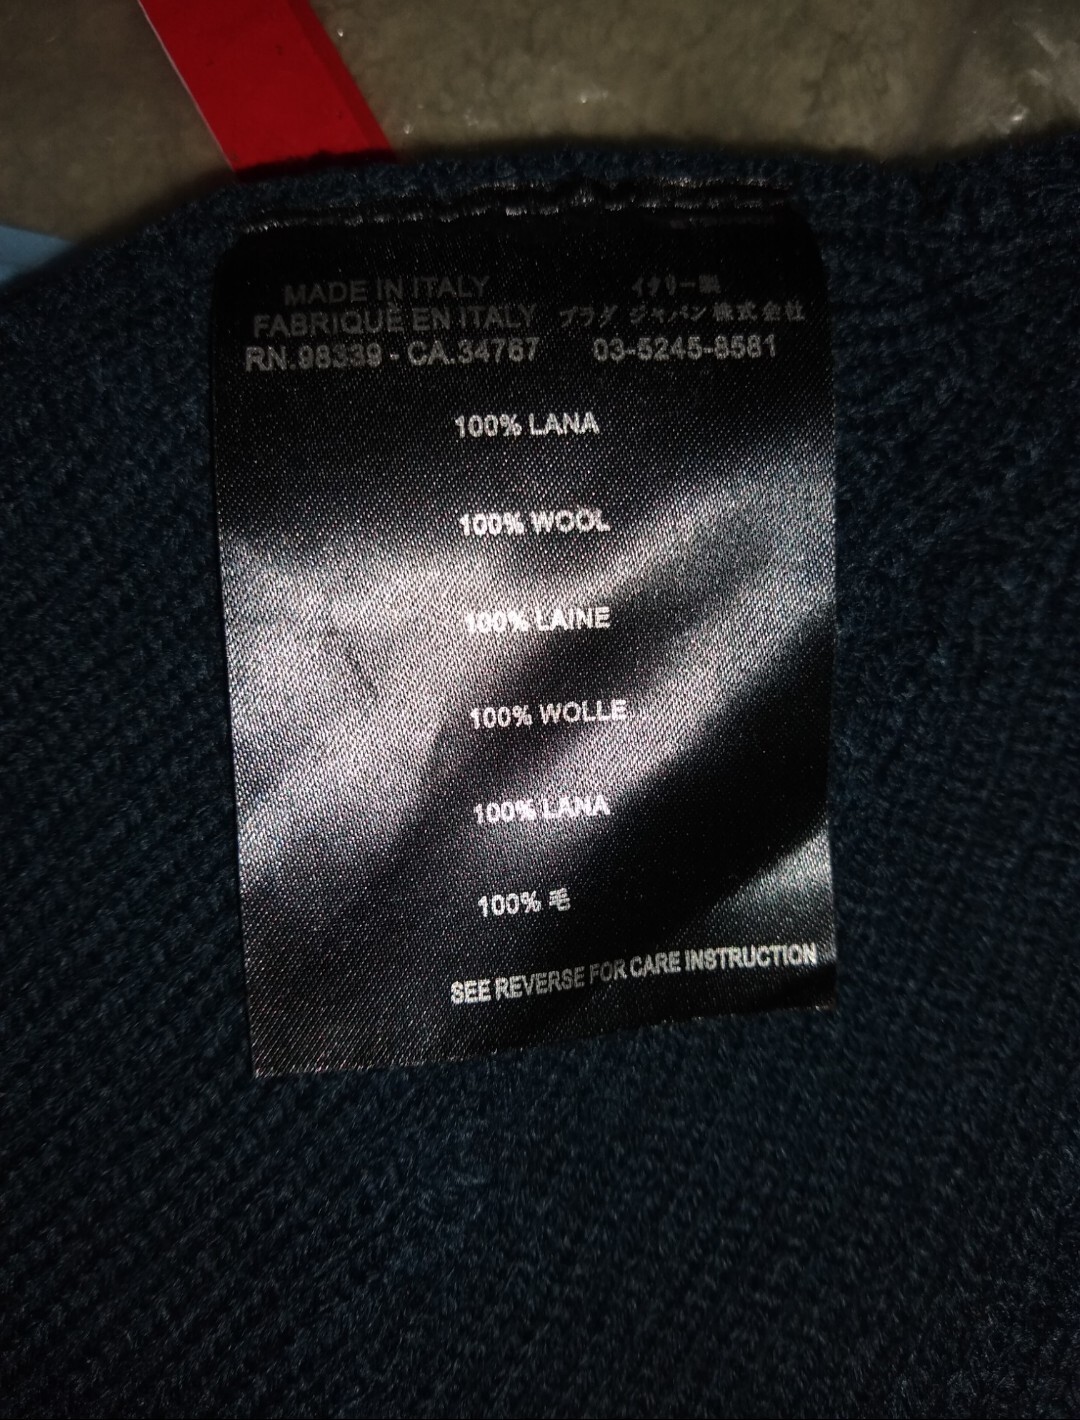 MADE IN ITALY
FABRIQUE EN ITALY
RN.98339 - CA.34767
イタリー製
プラダ ジャパン株式会社
03-5245-8561
100% LANA
100% WOOL
100% LAINE
100% WOLLE
100% LANA
100% 毛
SEE REVERSE FOR CARE INSTRUCTION